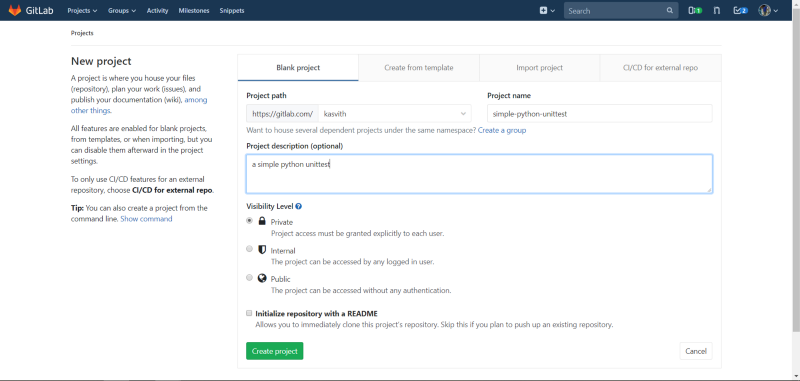 GitLab Projects Groups Activity Milestones Snippets Search 1 2
Projects
New project
A project is where you house your files
(repository), plan your work (issues), and
publish your documentation (wiki), among
other things.
All features are enabled for blank projects,
from templates, or when importing, but you
can disable them afterward in the project
settings.
To only use CI/CD features for an external
repository, choose CI/CD for external repo.
Tip: You can also create a project from the
command line. Show command
Blank project Create from template Import project CI/CD for external repo
Project path Project name
https://gitlab.com/ kasvith simple-python-unittest
Want to house several dependent projects under the same namespace? Create a group
Project description (optional)
a simple python unittest
Visibility Level
Private
Project access must be granted explicitly to each user.
Internal
The project can be accessed by any logged in user.
Public
The project can be accessed without any authentication.
Initialize repository with a README
Allows you to immediately clone this project's repository. Skip this if you plan to push up an existing repository.
Create project Cancel